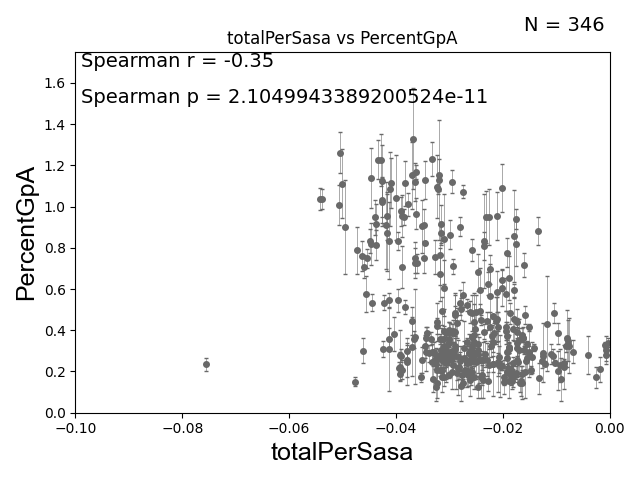 N = 346
totalPerSasa vs PercentGpA
Spearman r = -0.35
Spearman p = 2.1049943389200524e-11
PercentGpA
1.6
1.4
1.2
1.0
0.8
0.6
0.4
0.2
0.0
−0.10 −0.08 −0.06 −0.04 −0.02 0.00
totalPerSasa